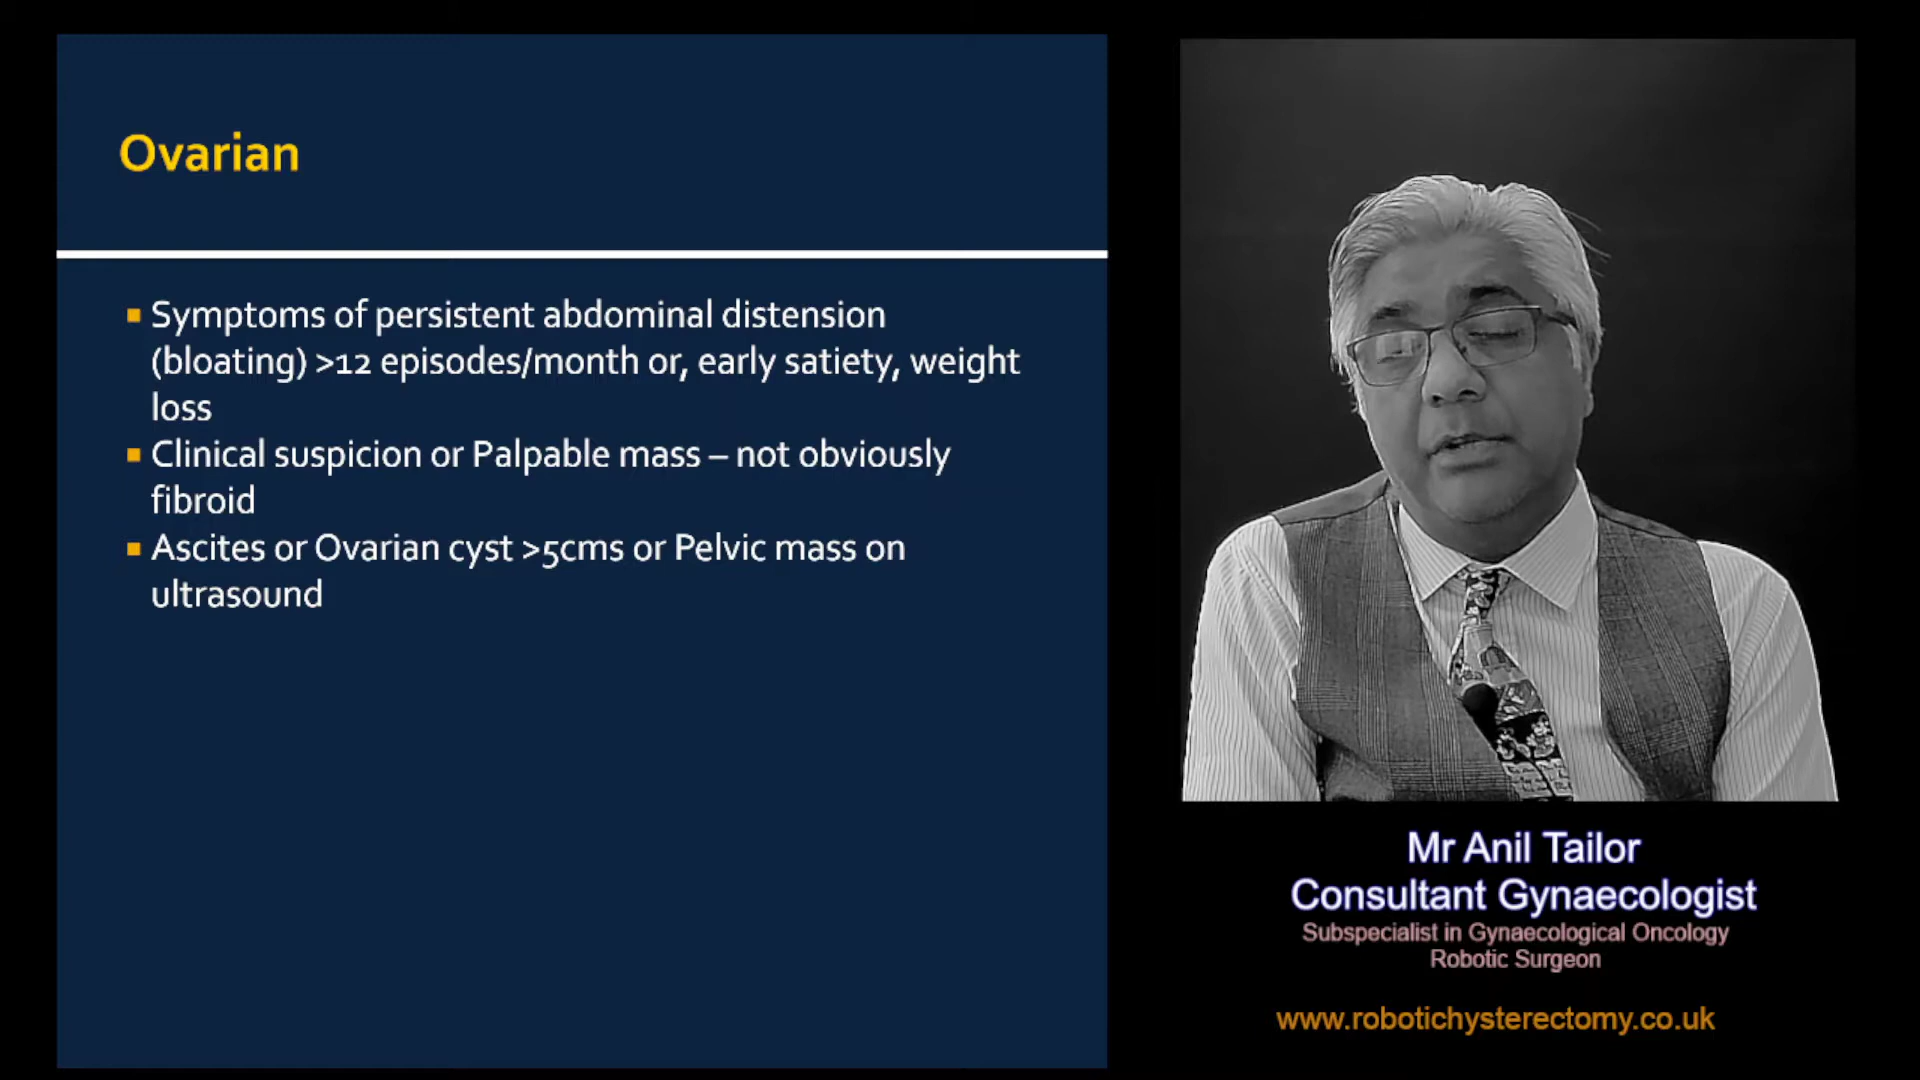 Ovarian
Symptoms of persistent abdominal distension
(bloating) >12 episodes/month or, early satiety, weight
loss
Clinical suspicion or Palpable mass – not obviously
fibroid
Ascites or Ovarian cyst >5cms or Pelvic mass on
ultrasound
Mr Anil Tailor
Consultant Gynaecologist
Subspecialist in Gynaecological Oncology
Robotic Surgeon
www.robotichysterectomy.co.uk